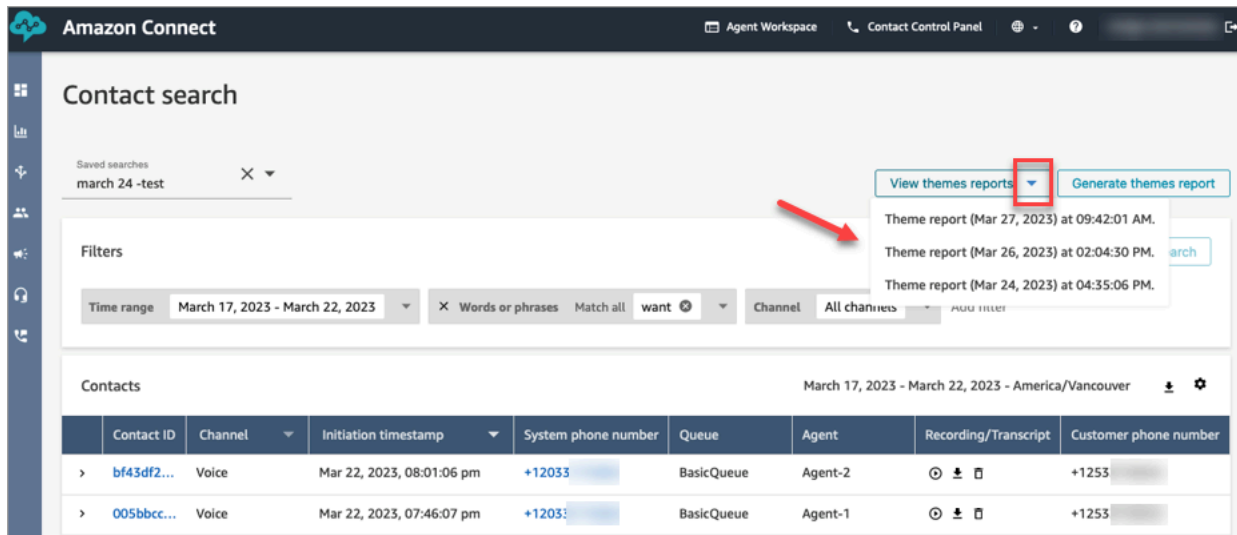 Amazon Connect
Agent Workspace
Contact Control Panel
Contact search
Saved searches
march 24 -test
View themes reports
Generate themes report
Theme report (Mar 27, 2023) at 09:42:01 AM.
Theme report (Mar 26, 2023) at 02:04:30 PM.
Theme report (Mar 24, 2023) at 04:35:06 PM.
Filters
Time range March 17, 2023 - March 22, 2023 Words or phrases Match all want Channel All channels Add filter
Contacts
March 17, 2023 - March 22, 2023 - America/Vancouver
Contact ID Channel Initiation timestamp System phone number Queue Agent Recording/Transcript Customer phone number
bf43df2... Voice Mar 22, 2023, 08:01:06 pm +12033 BasicQueue Agent-2 +1253
005bbcc... Voice Mar 22, 2023, 07:46:07 pm +1203 BasicQueue Agent-1 +1253